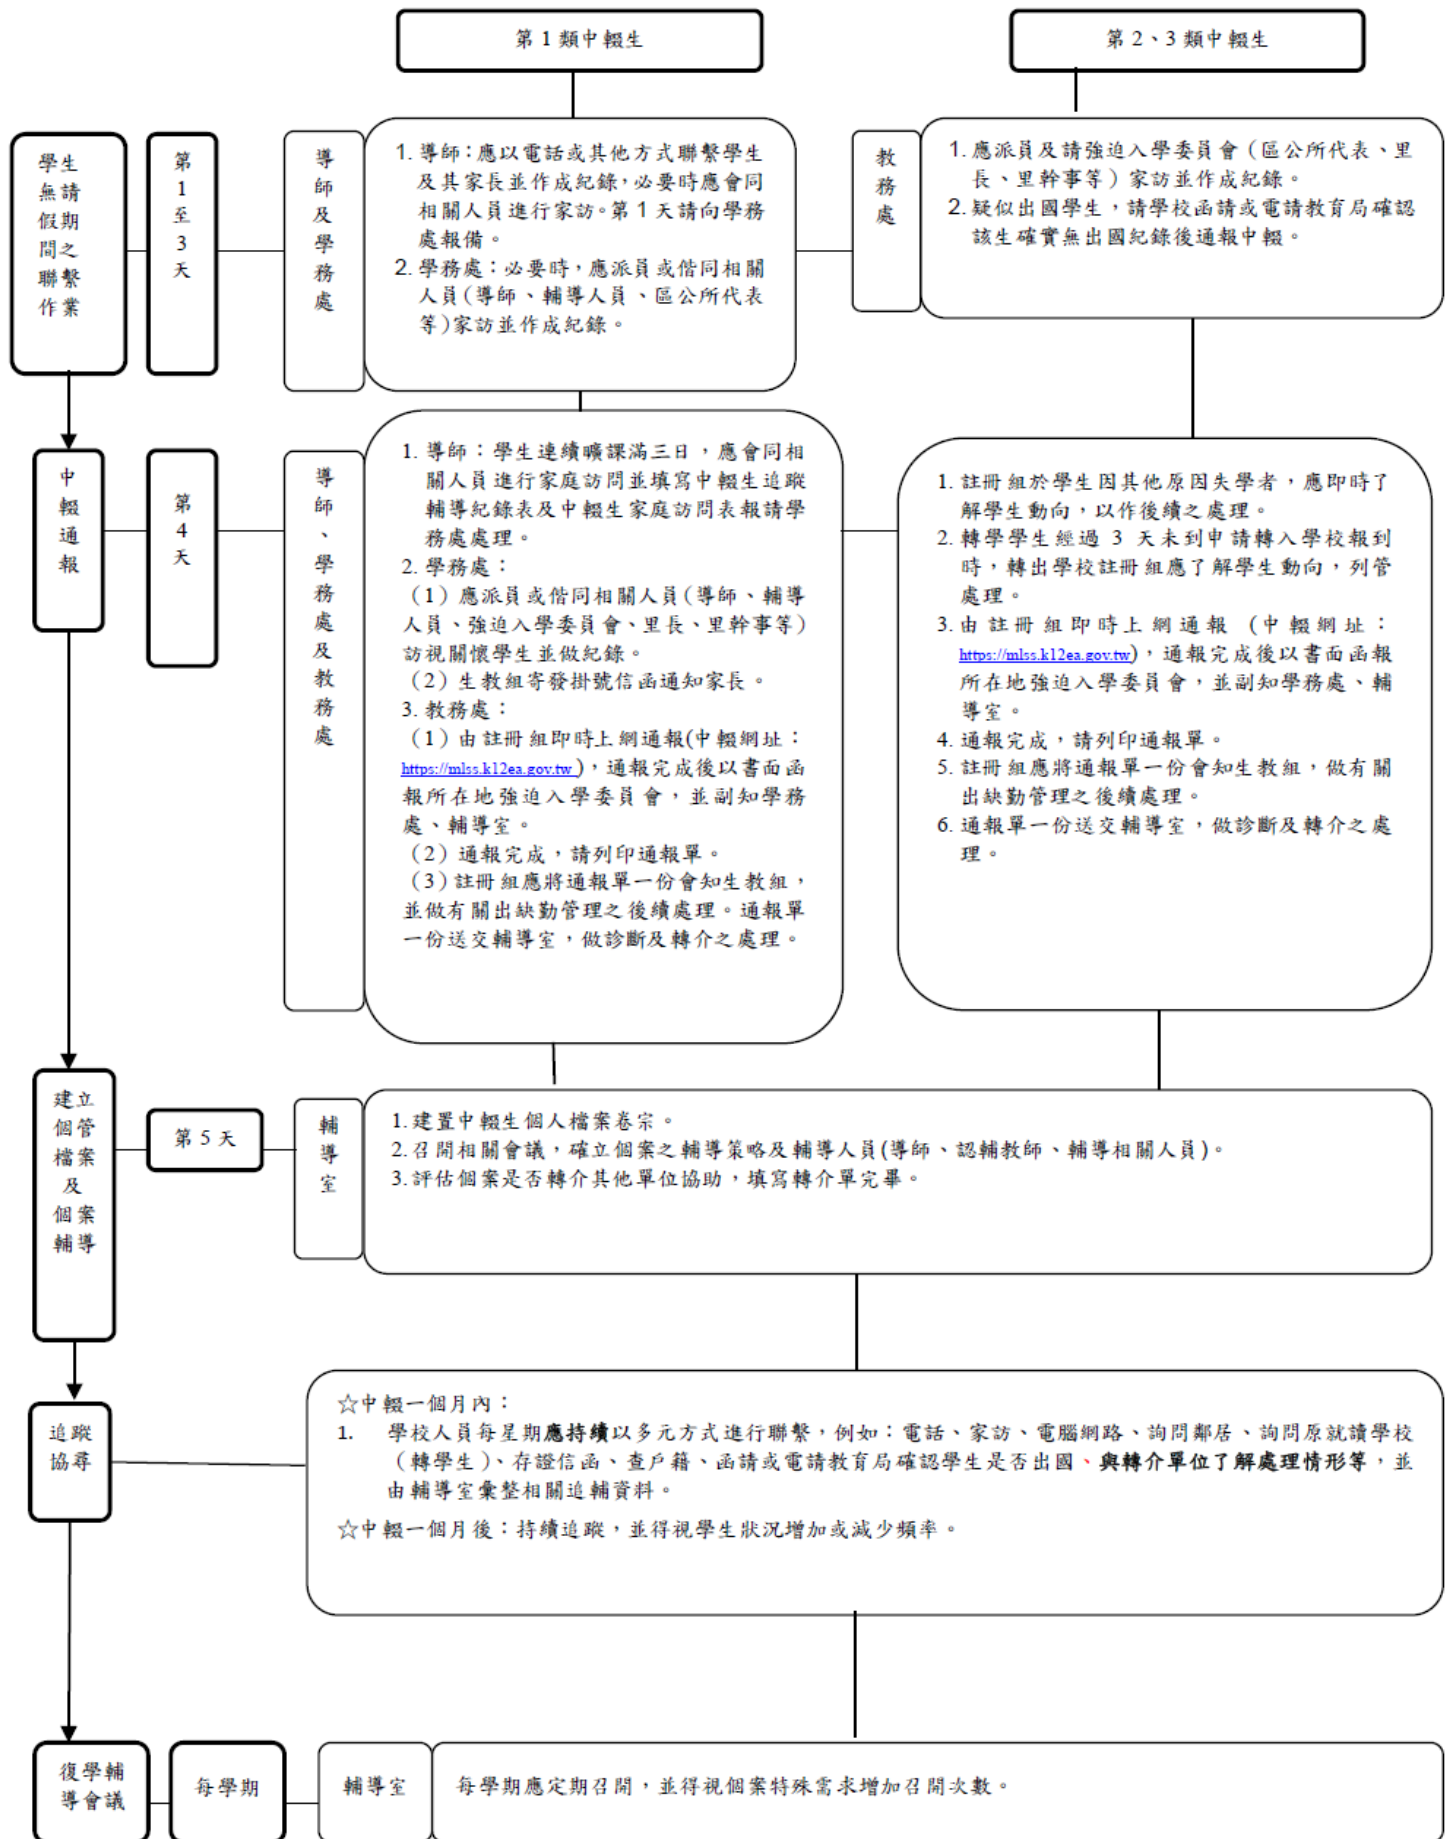 第1類中輟生
第2、3類中輟生
學生
無請
假期
間之
聯繫
作業
第
1
至
3
天
導
師
及
學
務
處
1. 導師：應以電話或其他方式聯繫學生
及其家長並作成紀錄，必要時應會同
相關人員進行家訪。第1天請向學務
處報備。
2. 學務處：必要時，應派員或偕同相關
人員(導師、輔導人員、區公所代表
等)家訪並作成紀錄。
教
務
處
1. 應派員及請強迫入學委員會（區公所代表、里
長、里幹事等）家訪並作成紀錄。
2. 疑似出國學生，請學校函請或電請教育局確認
該生確實無出國紀錄後通報中輟。
中
輟
通
報
第
4
天
導
師
、
學
務
處
及
教
務
處
1. 導師：學生連續曠課滿三日，應會同相
關人員進行家庭訪問並填寫中輟生追蹤
輔導紀錄表及中輟生家庭訪問表報請學
務處處理。
2. 學務處：
（1）應派員或偕同相關人員(導師、輔導
人員、強迫入學委員會、里長、里幹事等)
訪視關懷學生並做紀錄。
（2）生教組寄發掛號信函通知家長。
3. 教務處：
（1）由註冊組即時上網通報(中輟網址：
https://mlss.k12ea.gov.tw )，通報完成後以書面函
報所在地強迫入學委員會，並副知學務
處、輔導室。
（2）通報完成，請列印通報單。
（3）註冊組應將通報單一份會知生教組，
並做有關出缺勤管理之後續處理。通報單
一份送交輔導室，做診斷及轉介之處理。
1. 註冊組於學生因其他原因失學者，應即時了
解學生動向，以作後續之處理。
2. 轉學學生經過 3 天未到申請轉入學校報到
時，轉出學校註冊組應了解學生動向，列管
處理。
3. 由註冊組即時上網通報 (中輟網址：
https://mlss.k12ea.gov.tw)，通報完成後以書面函報
所在地強迫入學委員會，並副知學務處、輔
導室。
4. 通報完成，請列印通報單。
5. 註冊組應將通報單一份會知生教組，做有關
出缺勤管理之後續處理。
6. 通報單一份送交輔導室，做診斷及轉介之處
理。
建立
個管
檔案
及
個案
輔導
第5天
輔
導
室
1. 建置中輟生個人檔案卷宗。
2. 召開相關會議，確立個案之輔導策略及輔導人員(導師、認輔教師、輔導相關人員)。
3. 評估個案是否轉介其他單位協助，填寫轉介單完畢。
追蹤
協尋
☆中輟一個月內：
1. 學校人員每星期應持續以多元方式進行聯繫，例如：電話、家訪、電腦網路、詢問鄰居、詢問原就讀學校
（轉學生）、存證信函、查戶籍、函請或電請教育局確認學生是否出國、與轉介單位了解處理情形等，並
由輔導室彙整相關追輔資料。
☆中輟一個月後：持續追蹤，並得視學生狀況增加或減少頻率。
復學輔
導會議
每學期
輔導室
每學期應定期召開，並得視個案特殊需求增加召開次數。